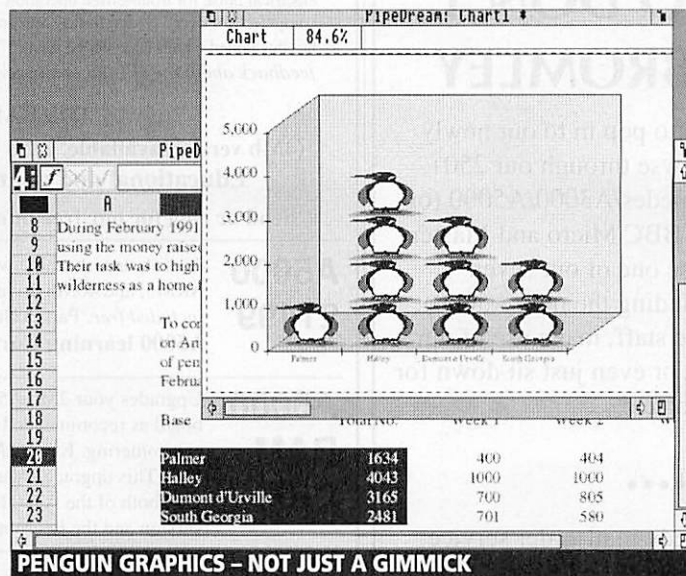 PipeDream: Chart1 *
Chart 84.6%
5,000
4,000
3,000
2,000
1,000
0
Palmer Halley Dumont d'Urville South Georgia
PipeD
A
8 During February 1991
9 using the money raised
10 Their task was to high
11 wilderness as a home f
12
13 To cor
14 on An
15 of pen
16 Februa
17
18 Base Total No. week 1 week 2 w
19
20 Palmer 1634 400 404
21 Halley 4043 1000 1000
22 Dumont d'Urville 3165 700 805
23 South Georgia 2481 701 580
PENGUIN GRAPHICS – NOT JUST A GIMMICK